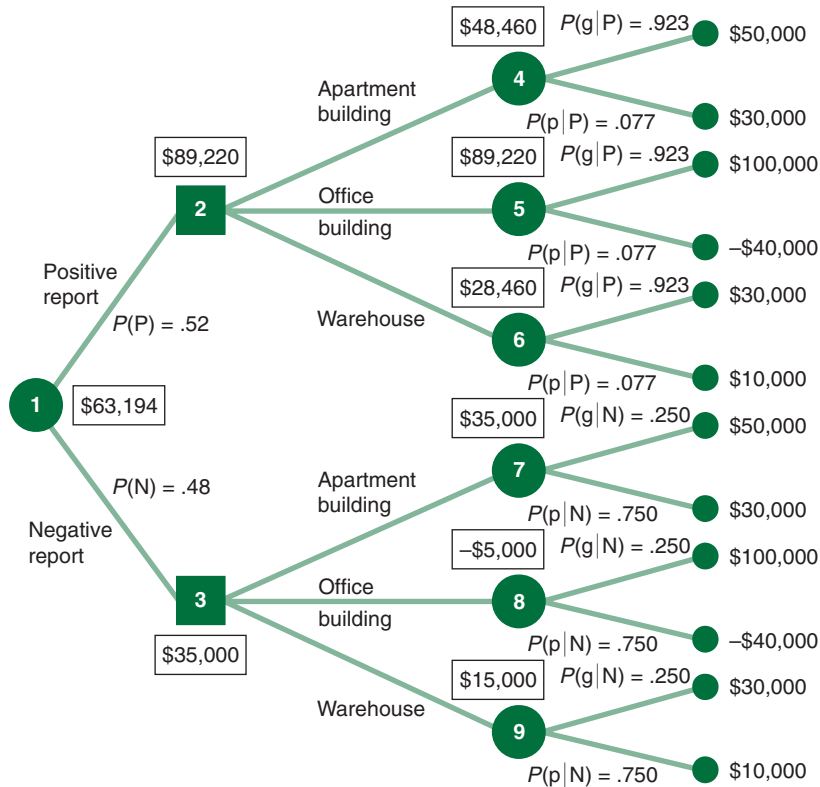 $48,460
P(g|P) = .923
$50,000
4
Apartment
building
P(p|P) = .077
$30,000
$89,220
$89,220
P(g|P) = .923
$100,000
2
Office
building
5
P(p|P) = .077
–$40,000
Positive
report
P(P) = .52
$28,460
P(g|P) = .923
$30,000
Warehouse
6
P(p|P) = .077
$10,000
1
$63,194
$35,000
P(g|N) = .250
$50,000
7
P(N) = .48
Apartment
building
P(p|N) = .750
$30,000
Negative
report
–$5,000
P(g|N) = .250
$100,000
3
Office
building
8
P(p|N) = .750
–$40,000
$35,000
$15,000
P(g|N) = .250
$30,000
Warehouse
9
P(p|N) = .750
$10,000